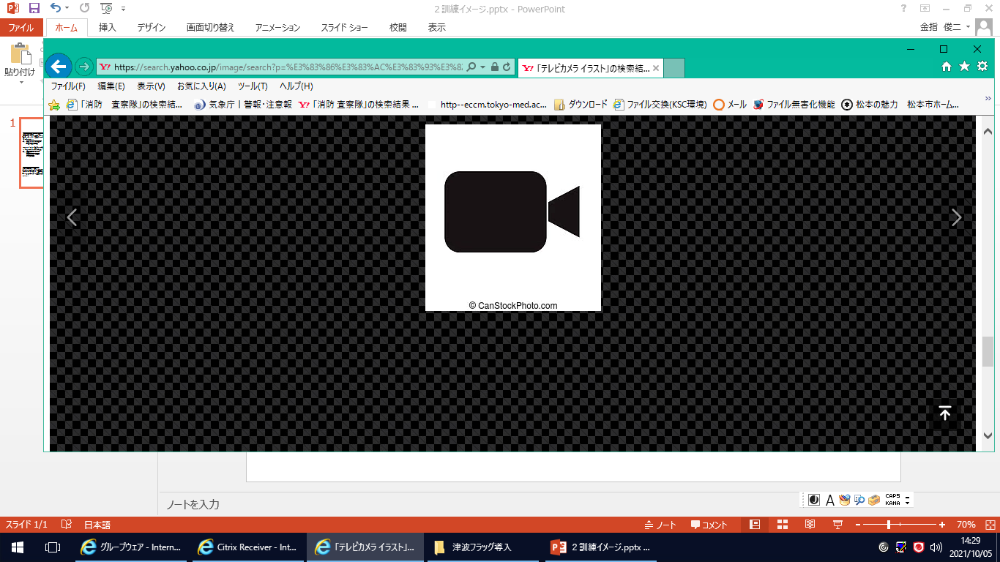 2 訓練イメージ.pptx - PowerPoint
ファイル ホーム 挿入 デザイン 画面切り替え アニメーション スライド ショー 校閲 表示 金指 俊二
貼り付け
https://search.yahoo.co.jp/image/search?p=%E3%83%86%E3%83%AC%E3%83%93%E3%82
「テレビカメラ イラスト」の検索結...
ファイル(F) 編集(E) 表示(V) お気に入り(A) ツール(T) ヘルプ(H)
「消防 査察隊」の検索結... 気象庁 | 警報・注意報 「消防 査察隊」の検索結果 ... http--eccm.tokyo-med.ac... ダウンロード ファイル交換(KSC環境) メール ファイル無害化機能 松本の魅力 松本市ホーム...
1
© CanStockPhoto.com
ノートを入力
A CAPS
KANA
スライド 1/1 日本語 ノート コメント 70%
グループウェア - Intern... Citrix Receiver - Int... 「テレビカメラ イラスト」... 津波フラッグ導入 2 訓練イメージ.pptx ...
14:29
2021/10/05